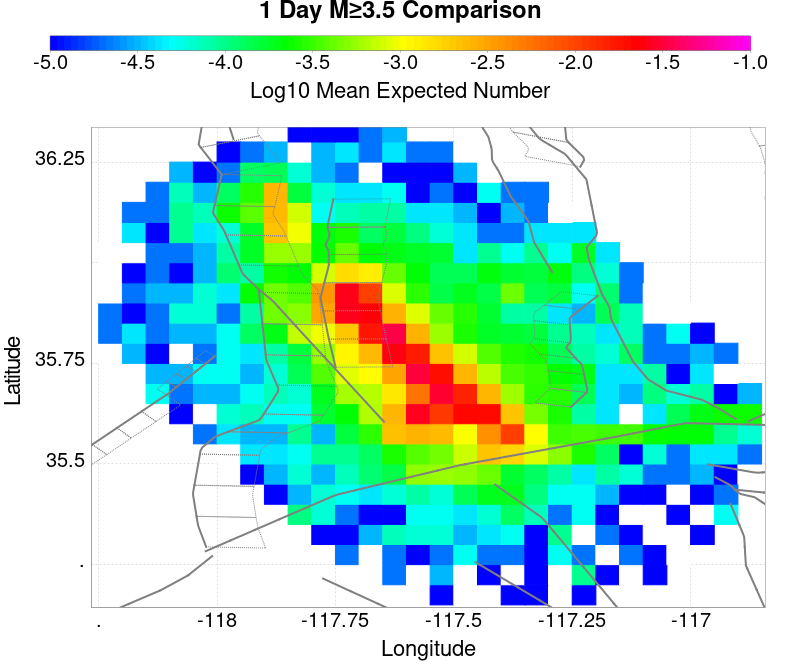 1 Day M≥3.5 Comparison
-5.0 -4.5 -4.0 -3.5 -3.0 -2.5 -2.0 -1.5 -1.0
Log10 Mean Expected Number
36.25
35.75
35.5
.
Latitude
. -118 -117.75 -117.5 -117.25 -117
Longitude